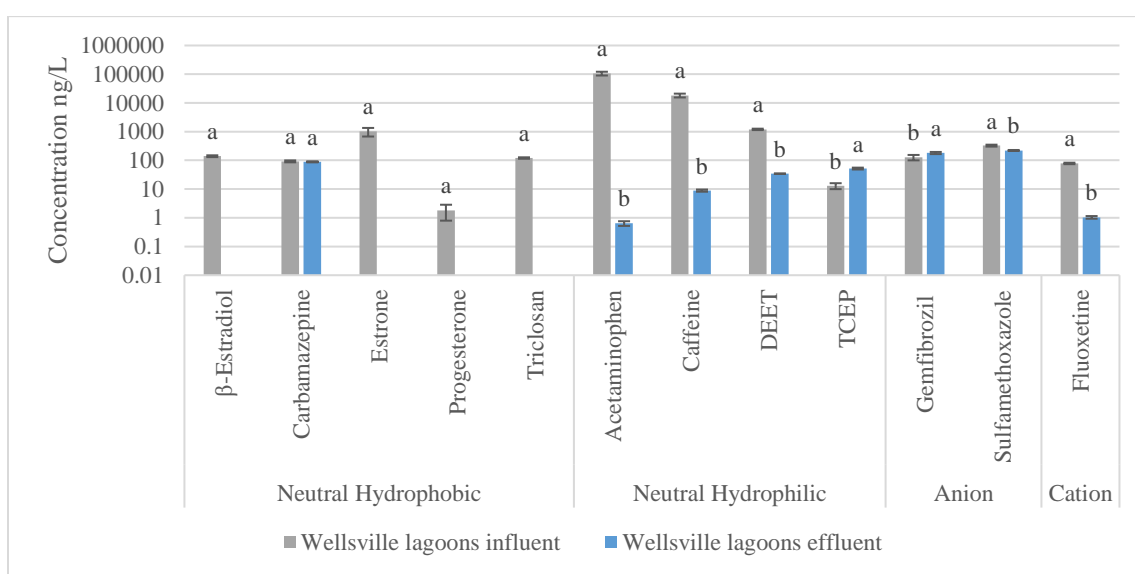 Concentration ng/L
1000000
100000
10000
1000
100
10
1
0.1
0.01
a
a a
a
a
a
a b
a b
a b
b a
b a
a b
a b
β-Estradiol
Carbamazepine
Estrone
Progesterone
Triclosan
Acetaminophen
Caffeine
DEET
TCEP
Gemfibrozil
Sulfamethoxazole
Fluoxetine
Neutral Hydrophobic Neutral Hydrophilic Anion Cation
Wellsville lagoons influent Wellsville lagoons effluent